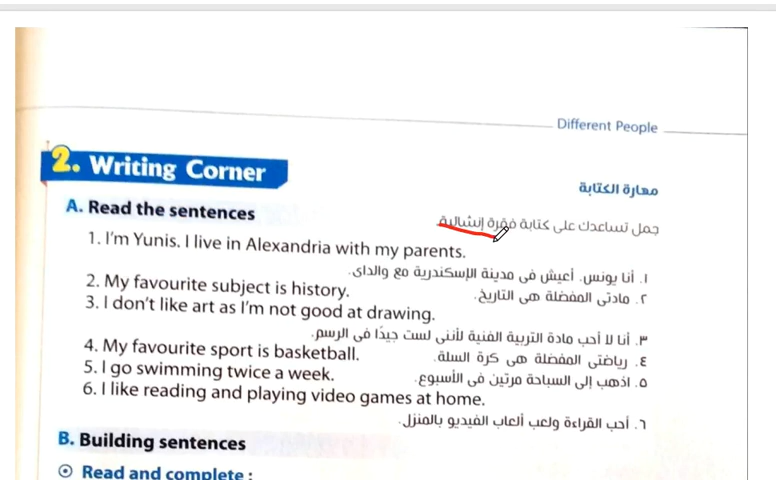 Different People
2. Writing Corner
مهارة الكتابة
A. Read the sentences
جمل تساعدك على كتابة فقرة إنشائية
1. I'm Yunis. I live in Alexandria with my parents.
١. أنا يونس. أعيش فى مدينة الإسكندرية مع والداى.
2. My favourite subject is history.
٢. مادتى المفضلة هى التاريخ.
3. I don't like art as I'm not good at drawing.
٣. أنا لا أحب مادة التربية الفنية لأننى لست جيدًا فى الرسم.
4. My favourite sport is basketball.
٤. رياضتى المفضلة هى كرة السلة.
5. I go swimming twice a week.
٥. اذهب إلى السباحة مرتين فى الأسبوع.
6. I like reading and playing video games at home.
٦. أحب القراءة ولعب ألعاب الفيديو بالمنزل.
B. Building sentences
Read and complete :